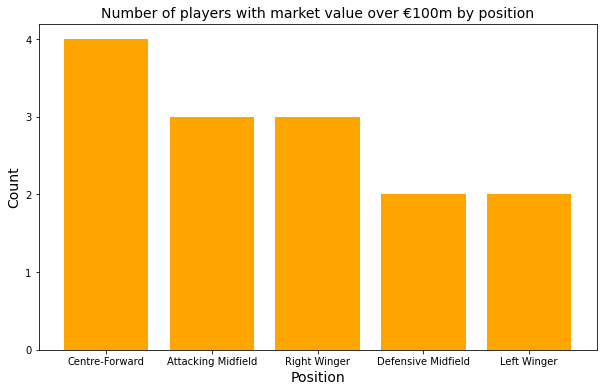 Number of players with market value over €100m by position
Count
4
3
2
1
0
Centre-Forward Attacking Midfield Right Winger Defensive Midfield Left Winger
Position